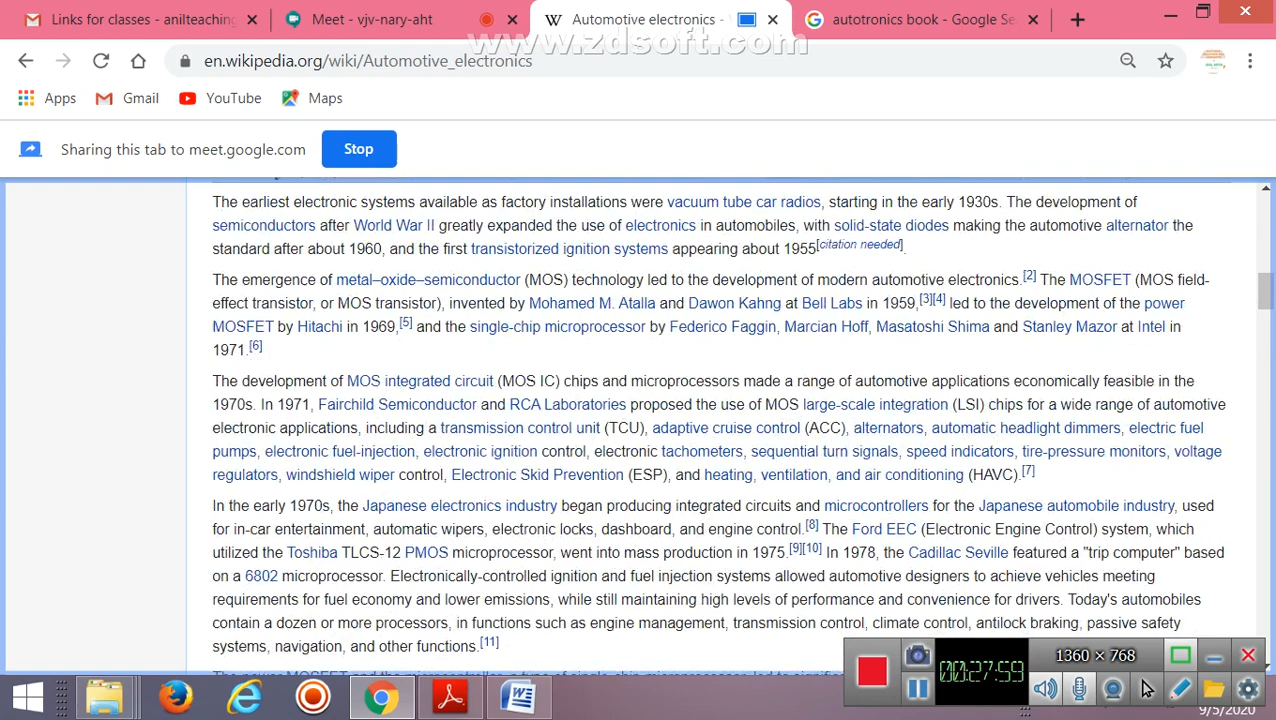 Links for classes - anilteaching
Meet - vjv-nary-aht
Automotive electronics -
autotronics book - Google Se
www.zdsoft.com
en.wikipedia.org/wiki/Automotive_electronics
Apps
Gmail
YouTube
Maps
Sharing this tab to meet.google.com
Stop
The earliest electronic systems available as factory installations were vacuum tube car radios, starting in the early 1930s. The development of
semiconductors after World War II greatly expanded the use of electronics in automobiles, with solid-state diodes making the automotive alternator the
standard after about 1960, and the first transistorized ignition systems appearing about 1955[citation needed].
The emergence of metal–oxide–semiconductor (MOS) technology led to the development of modern automotive electronics.[2] The MOSFET (MOS field-
effect transistor, or MOS transistor), invented by Mohamed M. Atalla and Dawon Kahng at Bell Labs in 1959,[3][4] led to the development of the power
MOSFET by Hitachi in 1969,[5] and the single-chip microprocessor by Federico Faggin, Marcian Hoff, Masatoshi Shima and Stanley Mazor at Intel in
1971.[6]
The development of MOS integrated circuit (MOS IC) chips and microprocessors made a range of automotive applications economically feasible in the
1970s. In 1971, Fairchild Semiconductor and RCA Laboratories proposed the use of MOS large-scale integration (LSI) chips for a wide range of automotive
electronic applications, including a transmission control unit (TCU), adaptive cruise control (ACC), alternators, automatic headlight dimmers, electric fuel
pumps, electronic fuel-injection, electronic ignition control, electronic tachometers, sequential turn signals, speed indicators, tire-pressure monitors, voltage
regulators, windshield wiper control, Electronic Skid Prevention (ESP), and heating, ventilation, and air conditioning (HAVC).[7]
In the early 1970s, the Japanese electronics industry began producing integrated circuits and microcontrollers for the Japanese automobile industry, used
for in-car entertainment, automatic wipers, electronic locks, dashboard, and engine control.[8] The Ford EEC (Electronic Engine Control) system, which
utilized the Toshiba TLCS-12 PMOS microprocessor, went into mass production in 1975.[9][10] In 1978, the Cadillac Seville featured a "trip computer" based
on a 6802 microprocessor. Electronically-controlled ignition and fuel injection systems allowed automotive designers to achieve vehicles meeting
requirements for fuel economy and lower emissions, while still maintaining high levels of performance and convenience for drivers. Today's automobiles
contain a dozen or more processors, in functions such as engine management, transmission control, climate control, antilock braking, passive safety
systems, navigation, and other functions.[11]
1360 × 768
00:27:59
9/5/2020